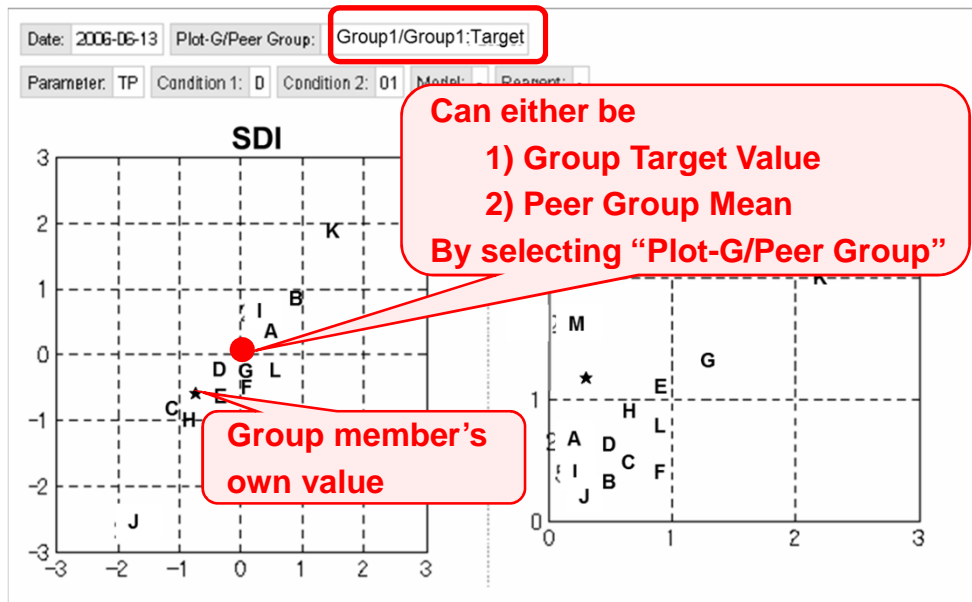 Date: 2006-06-13 Plot-G/Peer Group: Group1/Group1:Target
Parameter: TP Condition 1: D Condition 2: 01 Model: - Reagent: -
Can either be
1) Group Target Value
2) Peer Group Mean
By selecting “Plot-G/Peer Group”
SDI
3
2
1
0
-1
-2
-3
-3 -2 -1 0 1 2 3
K
B
I
A
D G L
F
E
C
H
J
Group member’s
own value
K
M
G
E
H
L
A D
C
I F
B
J
1
0
0 1 2 3